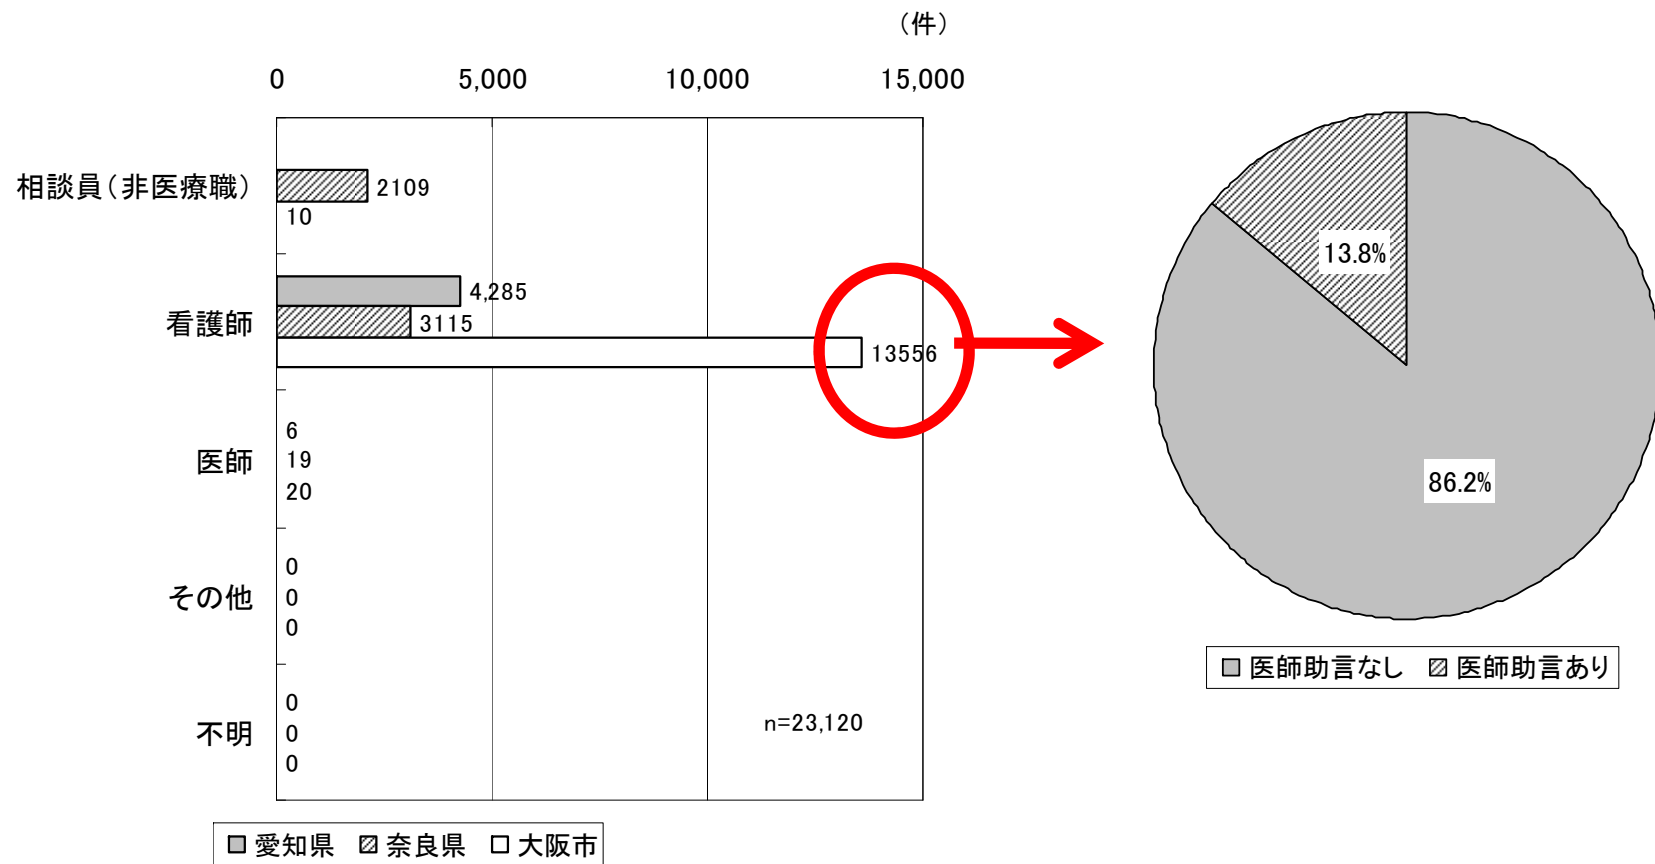 （件）
0 5,000 10,000 15,000
相談員（非医療職）
2109
10
看護師
4,285
3115
13556
医師
6
19
20
その他
0
0
0
不明
0
0
0
n=23,120
愛知県 奈良県 大阪市
13.8%
86.2%
医師助言なし 医師助言あり